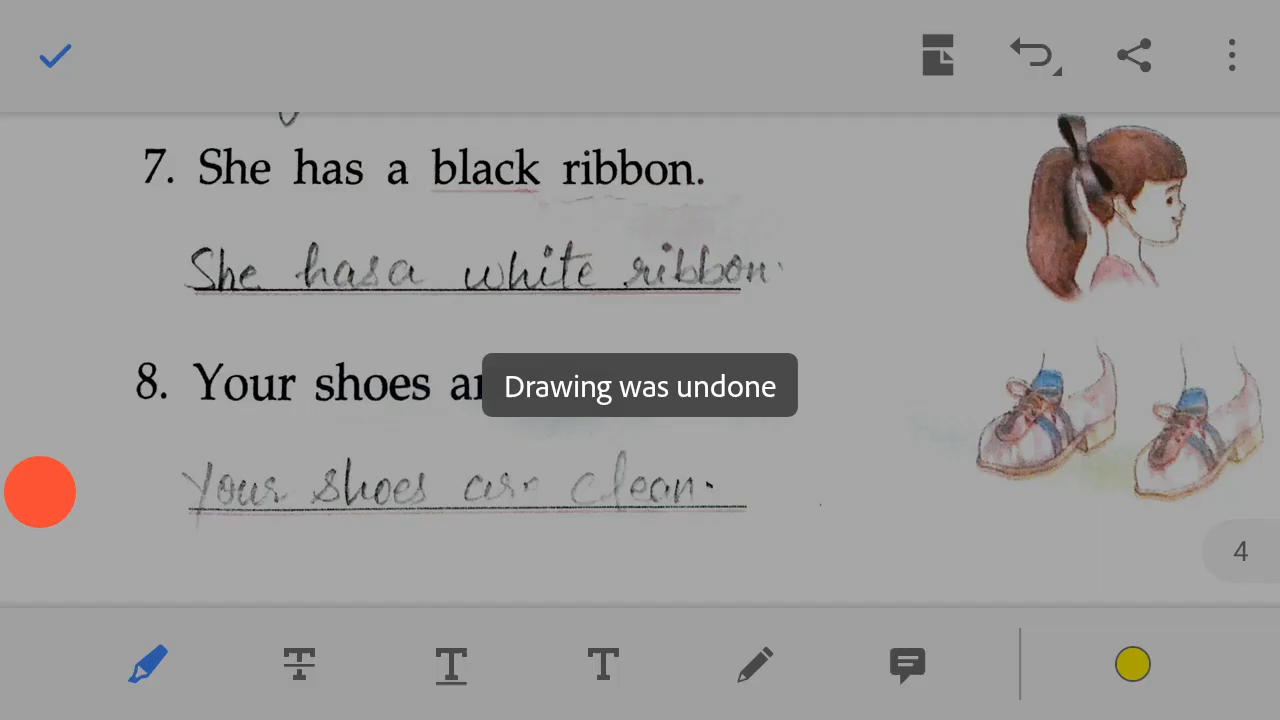 7. She has a black ribbon.
She has a white ribbon.
8. Your shoes
Drawing was undone
Your shoes are clean.
4